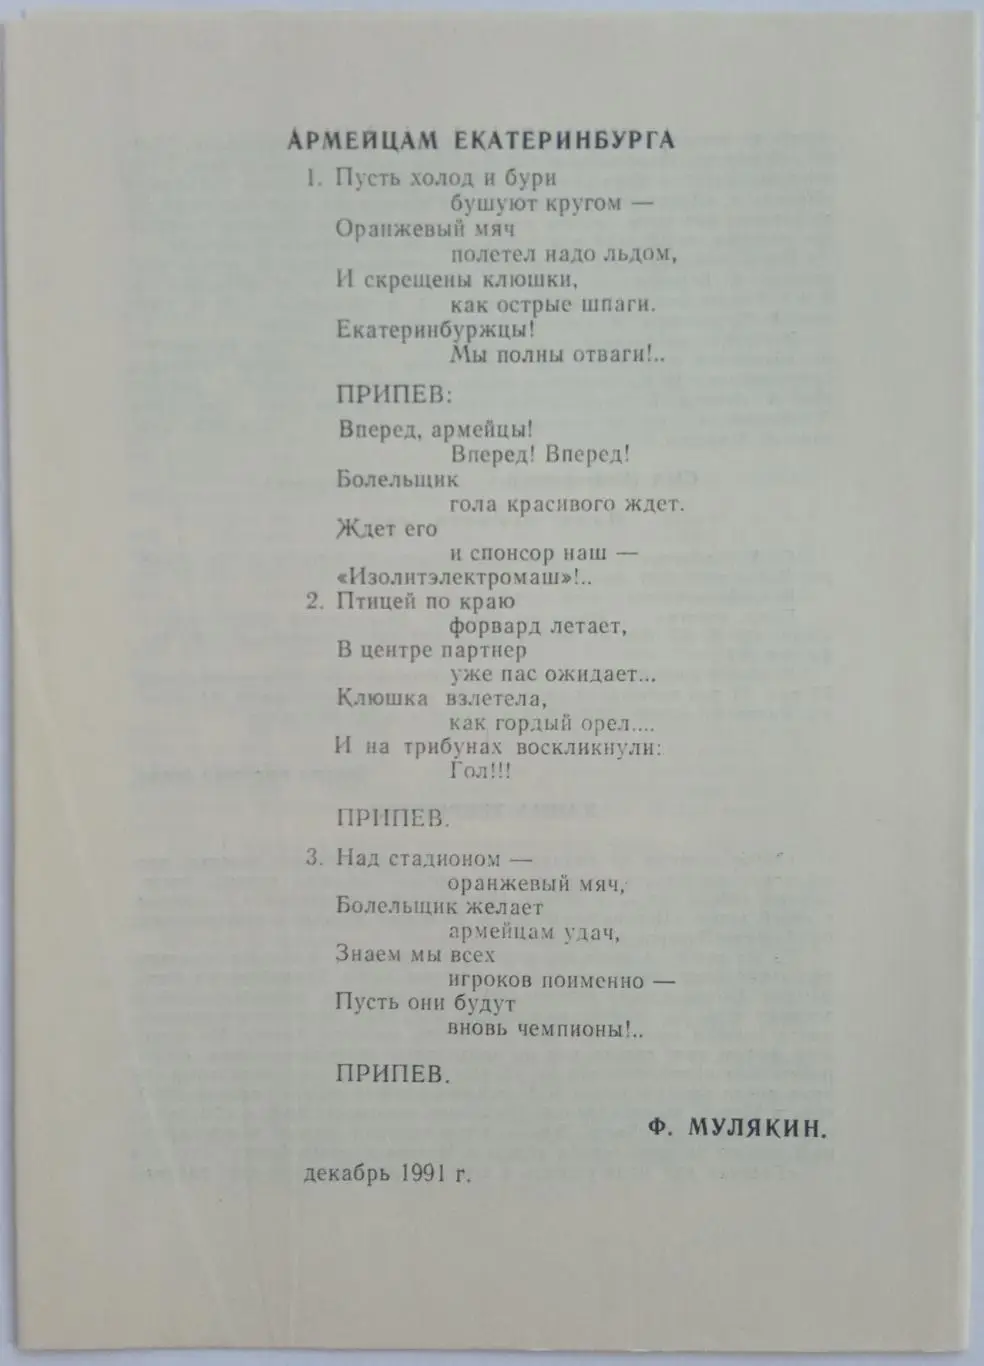 АРМЕЙЦАМ ЕКАТЕРИНБУРГА
1. Пусть холод и бури
бушуют кругом —
Оранжевый мяч
полетел надо льдом,
И скрещены клюшки,
как острые шпаги.
Екатеринбуржцы!
Мы полны отваги!..
ПРИПЕВ:
Вперед, армейцы!
Вперед! Вперед!
Болельщик
гола красивого ждет.
Ждет его
и спонсор наш —
«Изолитэлектромаш»!..
2. Птицей по краю
форвард летает,
В центре партнер
уже пас ожидает...
Клюшка взлетела,
как гордый орел....
И на трибунах воскликнули:
Гол!!!
ПРИПЕВ.
3. Над стадионом —
оранжевый мяч,
Болельщик желает
армейцам удач,
Знаем мы всех
игроков поименно —
Пусть они будут
вновь чемпионы!..
ПРИПЕВ.
Ф. МУЛЯКИН.
декабрь 1991 г.